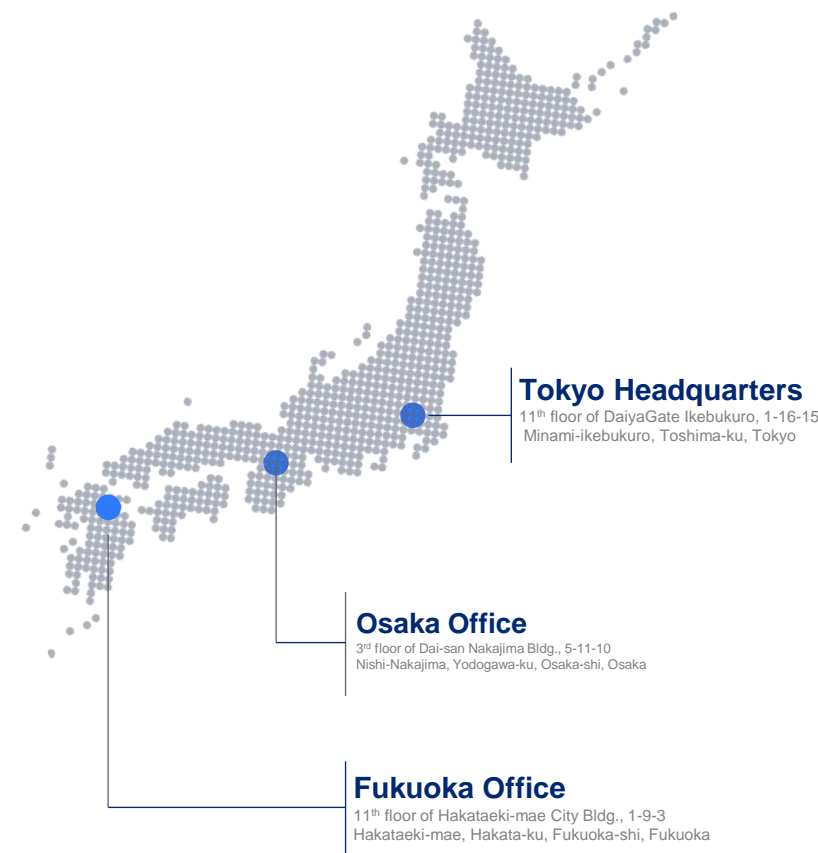 Tokyo Headquarters
11th floor of DaiyaGate Ikebukuro, 1-16-15
Minami-ikebukuro, Toshima-ku, Tokyo
Osaka Office
3rd floor of Dai-san Nakajima Bldg., 5-11-10
Nishi-Nakajima, Yodogawa-ku, Osaka-shi, Osaka
Fukuoka Office
11th floor of Hakataeki-mae City Bldg., 1-9-3
Hakataeki-mae, Hakata-ku, Fukuoka-shi, Fukuoka